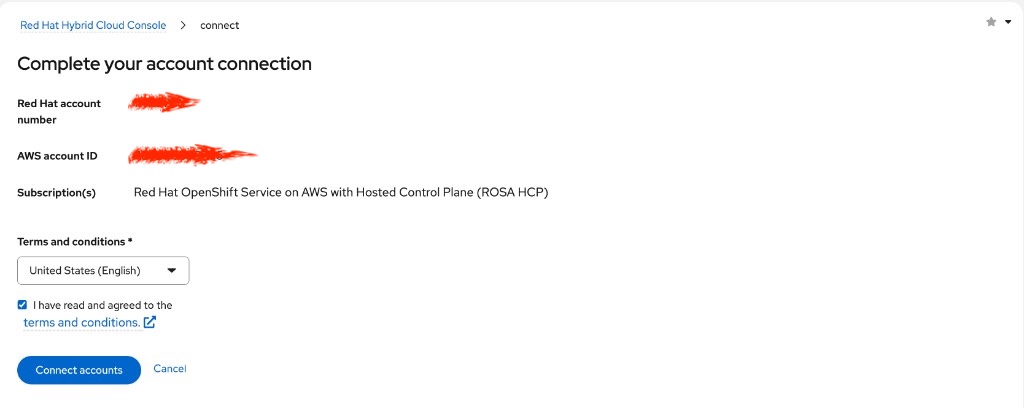 Red Hat Hybrid Cloud Console > connect
Complete your account connection
Red Hat account
number
AWS account ID
Subscription(s) Red Hat OpenShift Service on AWS with Hosted Control Plane (ROSA HCP)
Terms and conditions *
United States (English)
I have read and agreed to the
terms and conditions.
Connect accounts Cancel